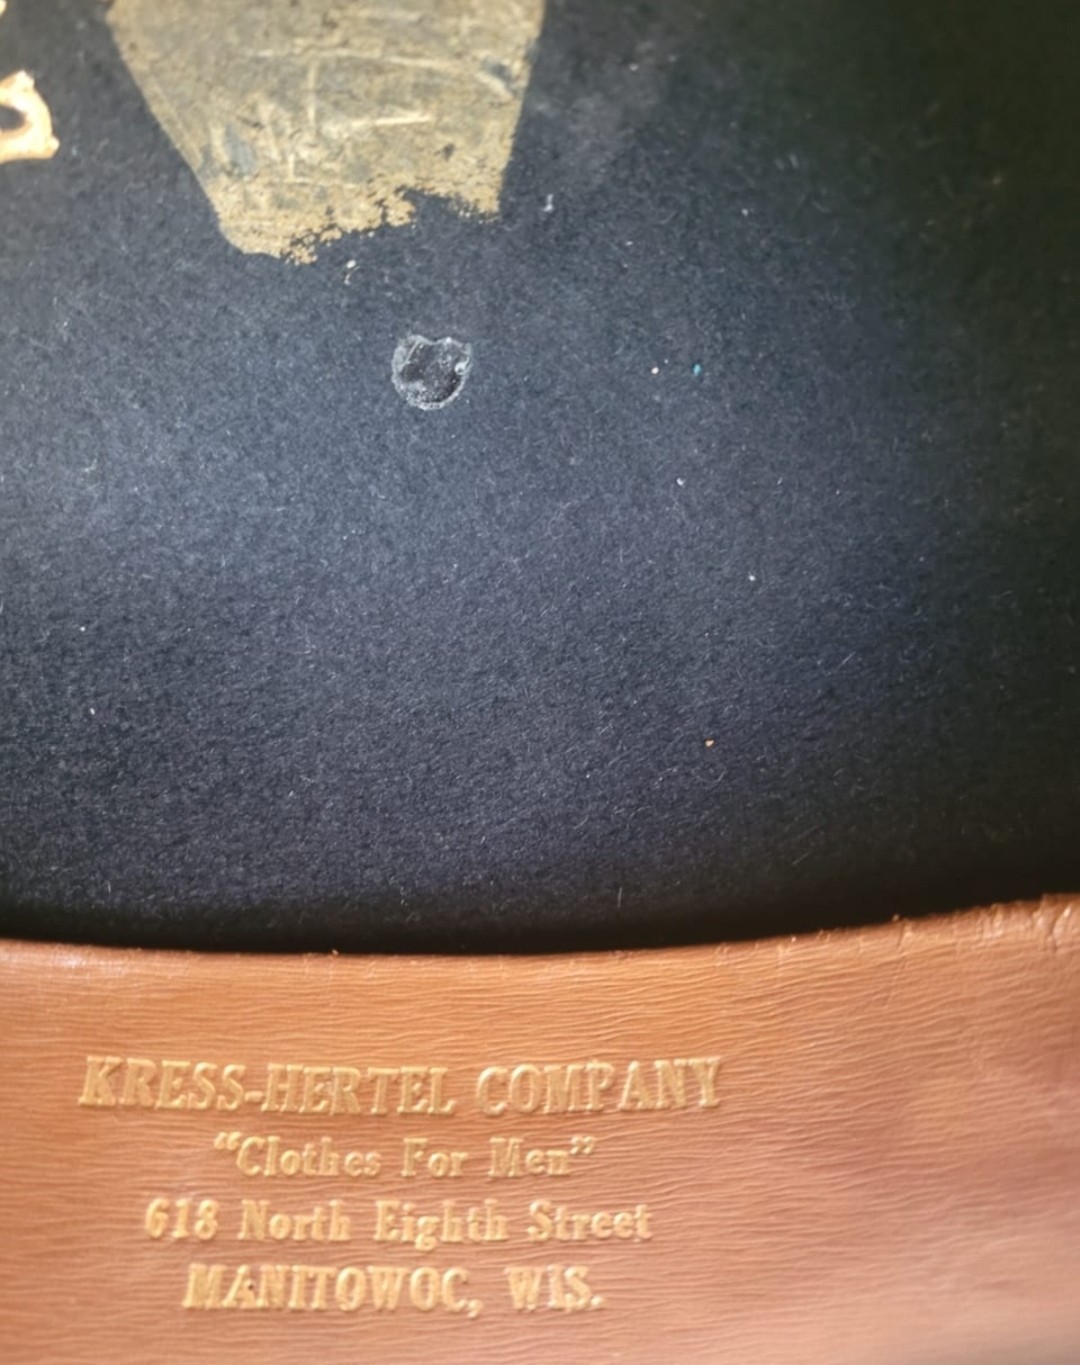 KRESS-HERTEL COMPANY
“Clothes For Men”
618 North Eighth Street
MANITOWOC, WIS.